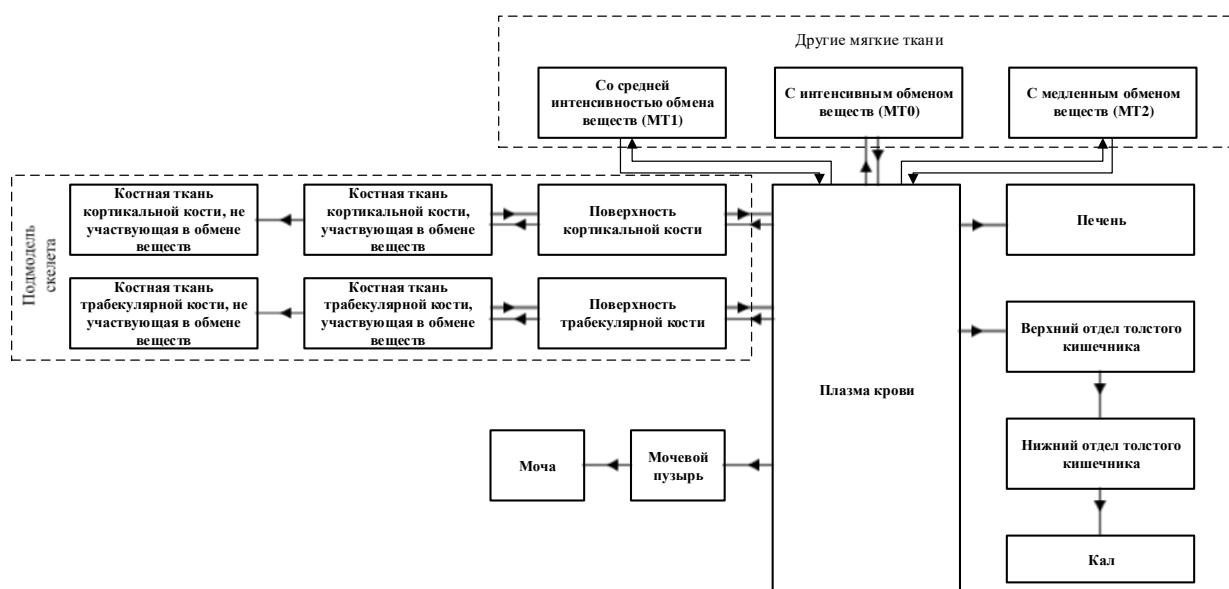 Другие мягкие ткани
Со средней
интенсивностью обмена
веществ (МТ1)
С интенсивным обменом
веществ (МТ0)
С медленным обменом
веществ (МТ2)
Подмодель
скелета
Костная ткань
кортикальной кости, не
участвующая в обмене
веществ
Костная ткань
кортикальной кости,
участвующая в обмене
веществ
Поверхность
кортикальной кости
Печень
Костная ткань
трабекулярной кости, не
участвующая в обмене
веществ
Костная ткань
трабекулярной кости,
участвующая в обмене
веществ
Поверхность
трабекулярной кости
Верхний отдел толстого
кишечника
Плазма крови
Моча
Мочевой
пузырь
Нижний отдел толстого
кишечника
Кал